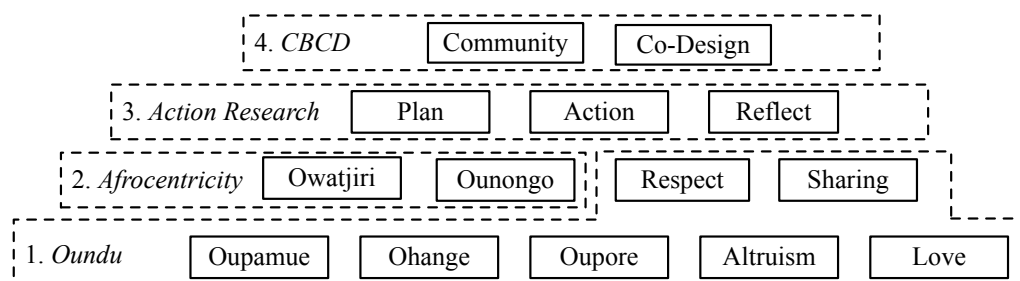 4. CBCD Community Co-Design
3. Action Research Plan Action Reflect
2. Afrocentricity Owatjiri Ounongo Respect Sharing
1. Oundu Oupamue Ohange Oupore Altruism Love